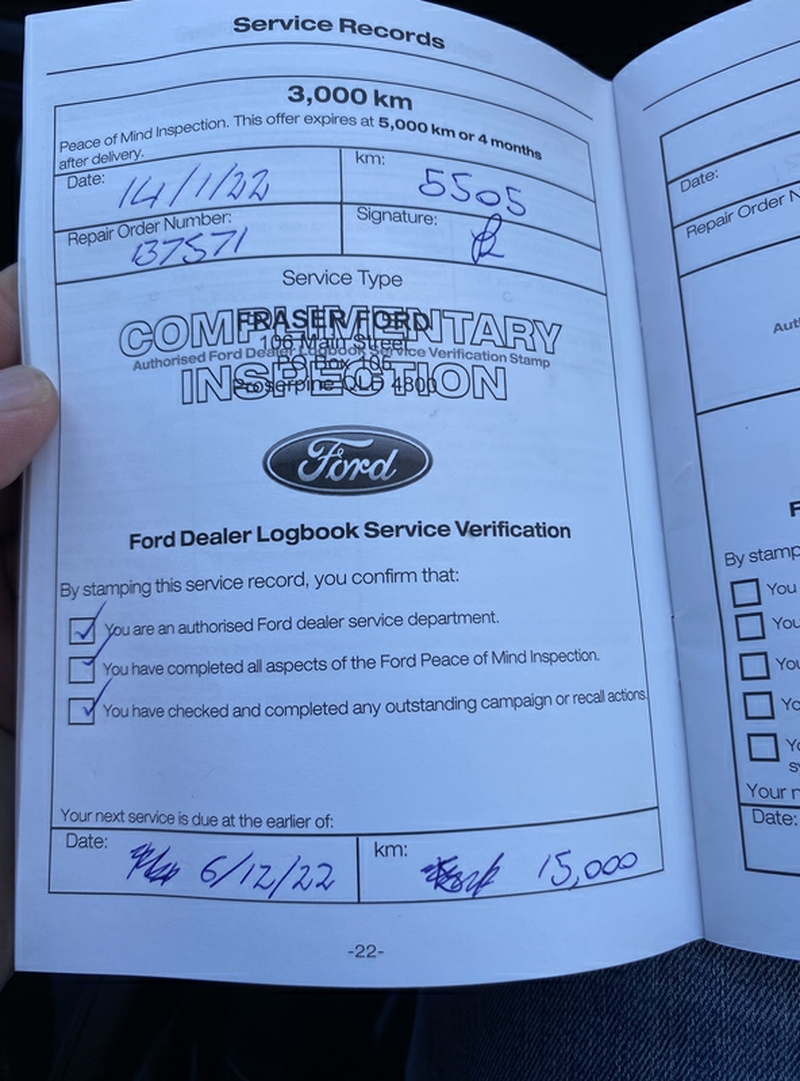 Service Records
3,000 km
Peace of Mind Inspection. This offer expires at 5,000 km or 4 months
after delivery.
Date: 14/1/22
km: 5505
Repair Order Number: 137571
Signature:
Service Type
COMPLIMENTARY
INSPECTION
FRASER FORD
106 Main Street
Authorised Ford Dealer Logbook Service Verification Stamp
PO Box 106
Proserpine QLD 4800
Ford
Ford Dealer Logbook Service Verification
By stamping this service record, you confirm that:
You are an authorised Ford dealer service department.
You have completed all aspects of the Ford Peace of Mind Inspection.
You have checked and completed any outstanding campaign or recall actions.
Your next service is due at the earlier of:
Date: 6/12/22
km: 15,000
-22-
Date:
Repair Order
By stamp
You
You
Your
Date: